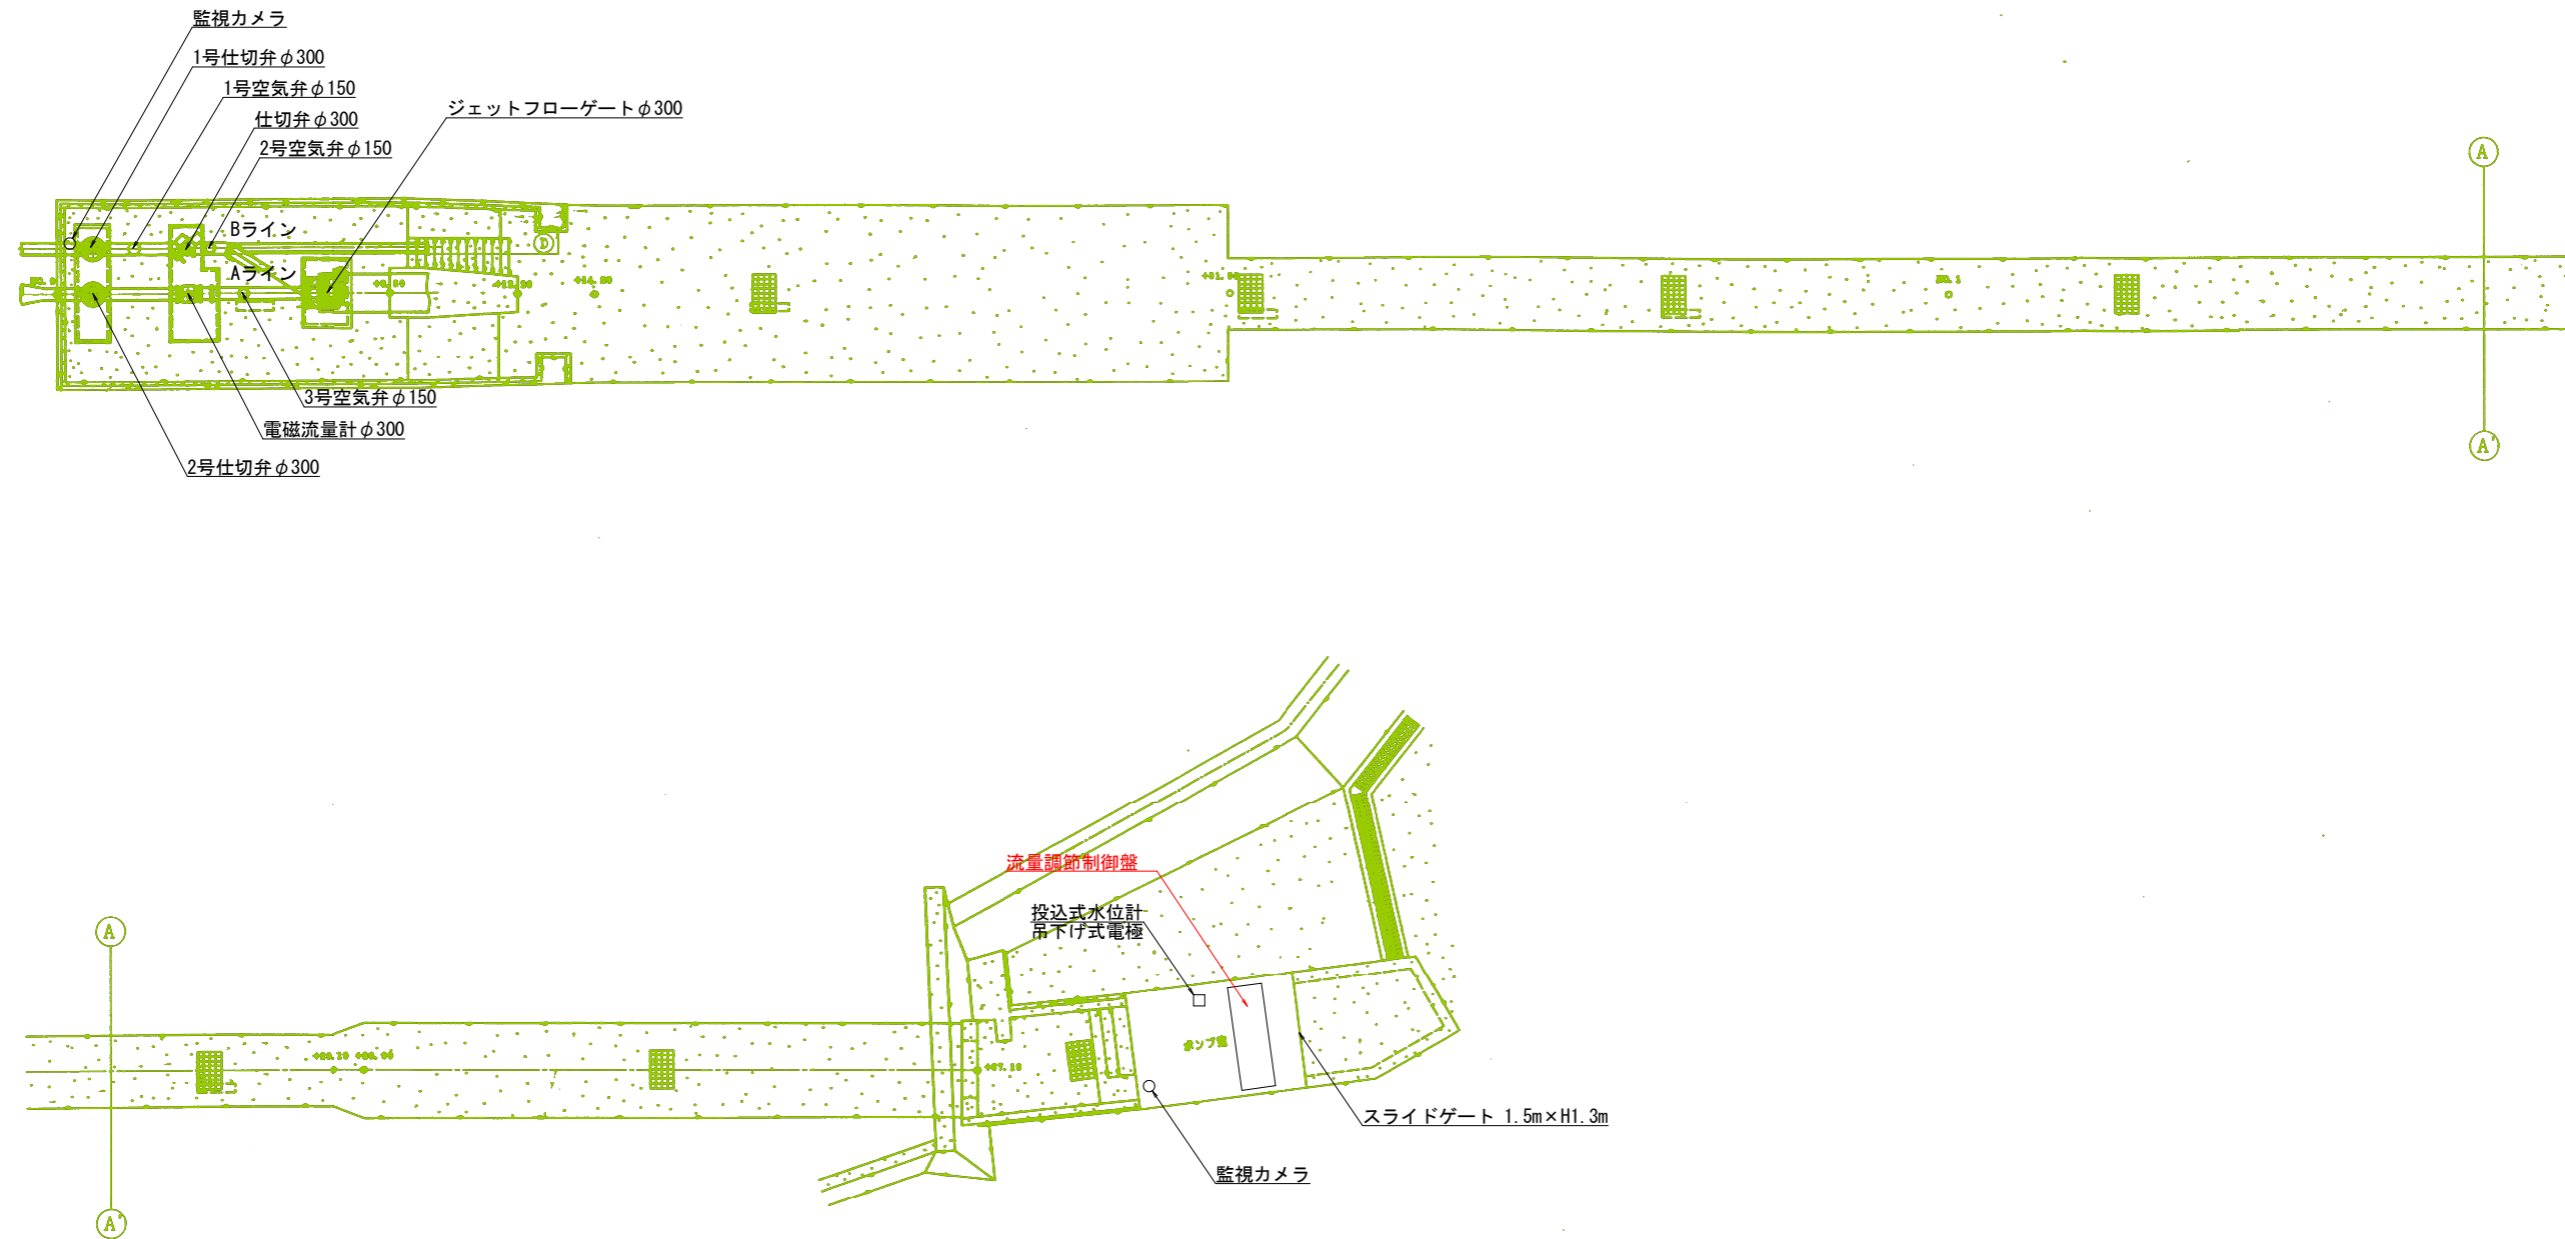 監視カメラ
1号仕切弁φ300
1号空気弁φ150
仕切弁φ300
2号空気弁φ150
ジェットフローゲートφ300
Bライン
Aライン
D
3号空気弁φ150
電磁流量計φ300
2号仕切弁φ300
A
A'
流量調節制御盤
投込式水位計
吊下げ式電極
ポンプ室
スライドゲート 1.5m×H1.3m
監視カメラ
A
A'